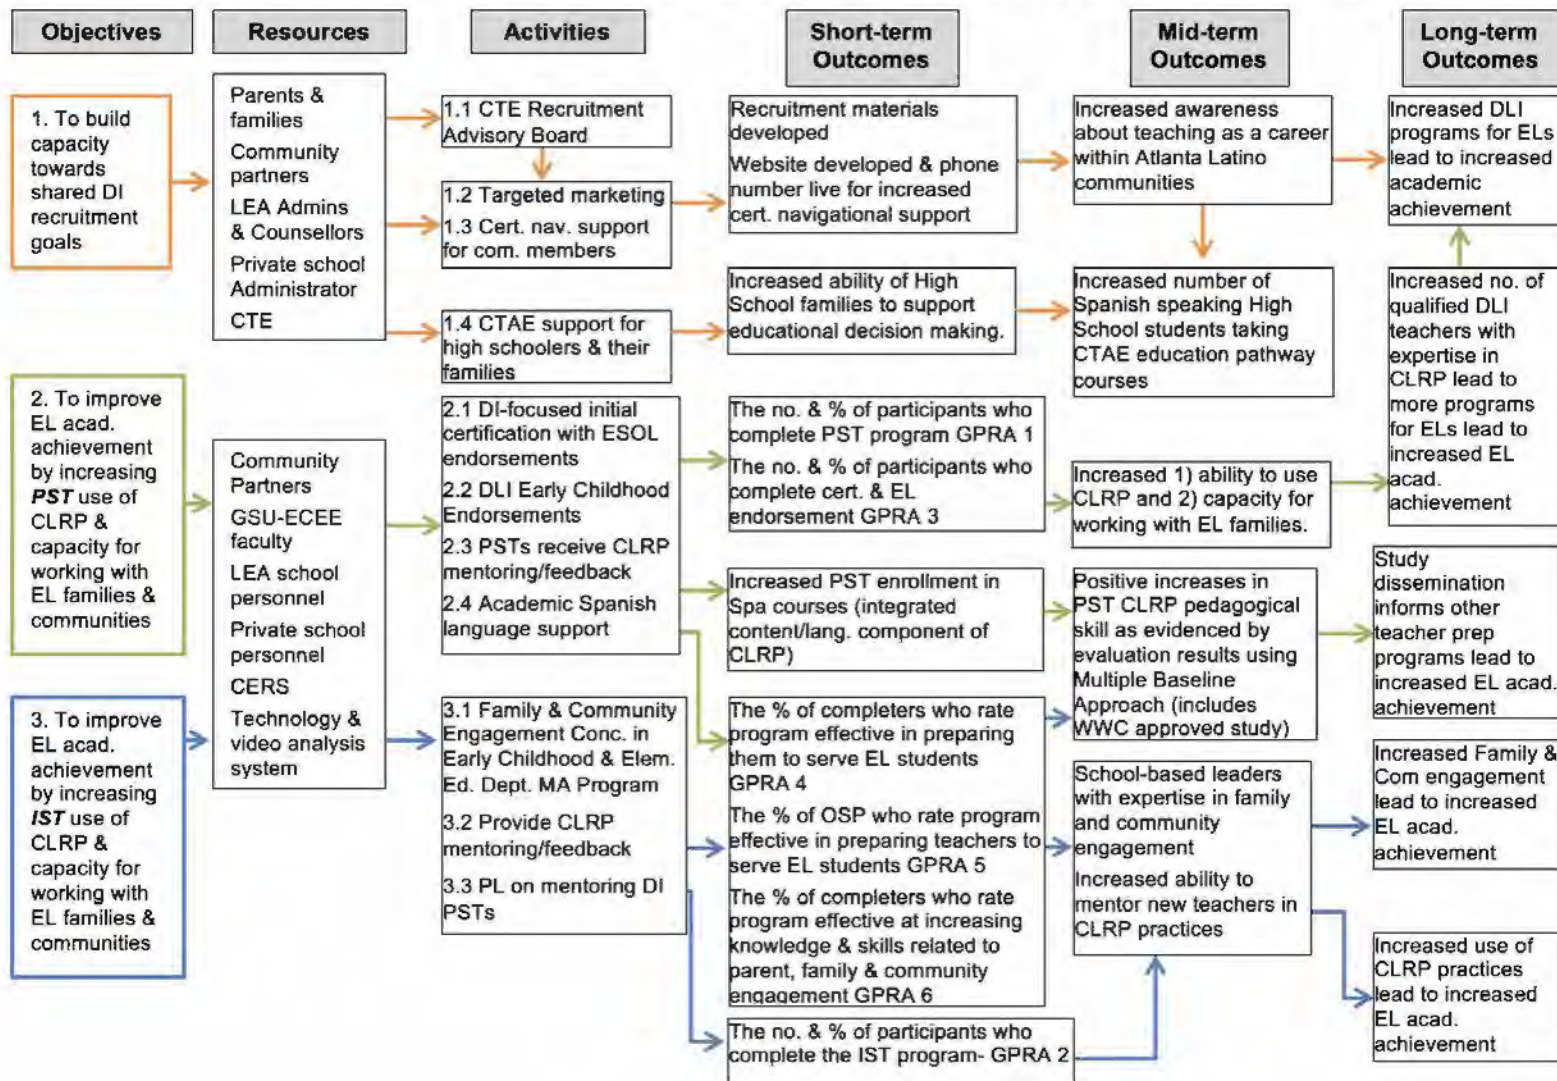 Objectives
Resources
Activities
Short-term
Outcomes
Mid-term
Outcomes
Long-term
Outcomes
1. To build
capacity
towards
shared DI
recruitment
goals
Parents &
families
Community
partners
LEA Admins
& Counsellors
Private school
Administrator
CTE
1.1 CTE Recruitment
Advisory Board
1.2 Targeted marketing
1.3 Cert. nav. support
for com. members
1.4 CTAE support for
high schoolers & their
families
Recruitment materials
developed
Website developed & phone
number live for increased
cert. navigational support
Increased ability of High
School families to support
educational decision making.
Increased awareness
about teaching as a career
within Atlanta Latino
communities
Increased number of
Spanish speaking High
School students taking
CTAE education pathway
courses
Increased DLI
programs for ELs
lead to increased
academic
achievement
Increased no. of
qualified DLI
teachers with
expertise in
CLRP lead to
more programs
for ELs lead to
increased EL
acad.
achievement
2. To improve
EL acad.
achievement
by increasing
PST use of
CLRP &
capacity for
working with
EL families &
communities
Community
Partners
GSU-ECEE
faculty
LEA school
personnel
Private school
personnel
CERS
Technology &
video analysis
system
2.1 DI-focused initial
certification with ESOL
endorsements
2.2 DLI Early Childhood
Endorsements
2.3 PSTs receive CLRP
mentoring/feedback
2.4 Academic Spanish
language support
The no. & % of participants who
complete PST program GPRA 1
The no. & % of participants who
complete cert. & EL
endorsement GPRA 3
Increased PST enrollment in
Spa courses (integrated
content/lang. component of
CLRP)
Increased 1) ability to use
CLRP and 2) capacity for
working with EL families.
Positive increases in
PST CLRP pedagogical
skill as evidenced by
evaluation results using
Multiple Baseline
Approach (includes
WWC approved study)
Study
dissemination
informs other
teacher prep
programs lead to
increased EL acad.
achievement
3. To improve
EL acad.
achievement
by increasing
IST use of
CLRP &
capacity for
working with
EL families &
communities
3.1 Family & Community
Engagement Conc. in
Early Childhood & Elem.
Ed. Dept. MA Program
3.2 Provide CLRP
mentoring/feedback
3.3 PL on mentoring DI
PSTs
The % of completers who rate
program effective in preparing
them to serve EL students
GPRA 4
The % of OSP who rate program
effective in preparing teachers to
serve EL students GPRA 5
The % of completers who rate
program effective at increasing
knowledge & skills related to
parent, family & community
engagement GPRA 6
The no. & % of participants who
complete the IST program- GPRA 2
School-based leaders
with expertise in family
and community
engagement
Increased ability to
mentor new teachers in
CLRP practices
Increased Family &
Com engagement
lead to increased
EL acad.
achievement
Increased use of
CLRP practices
lead to increased
EL acad.
achievement